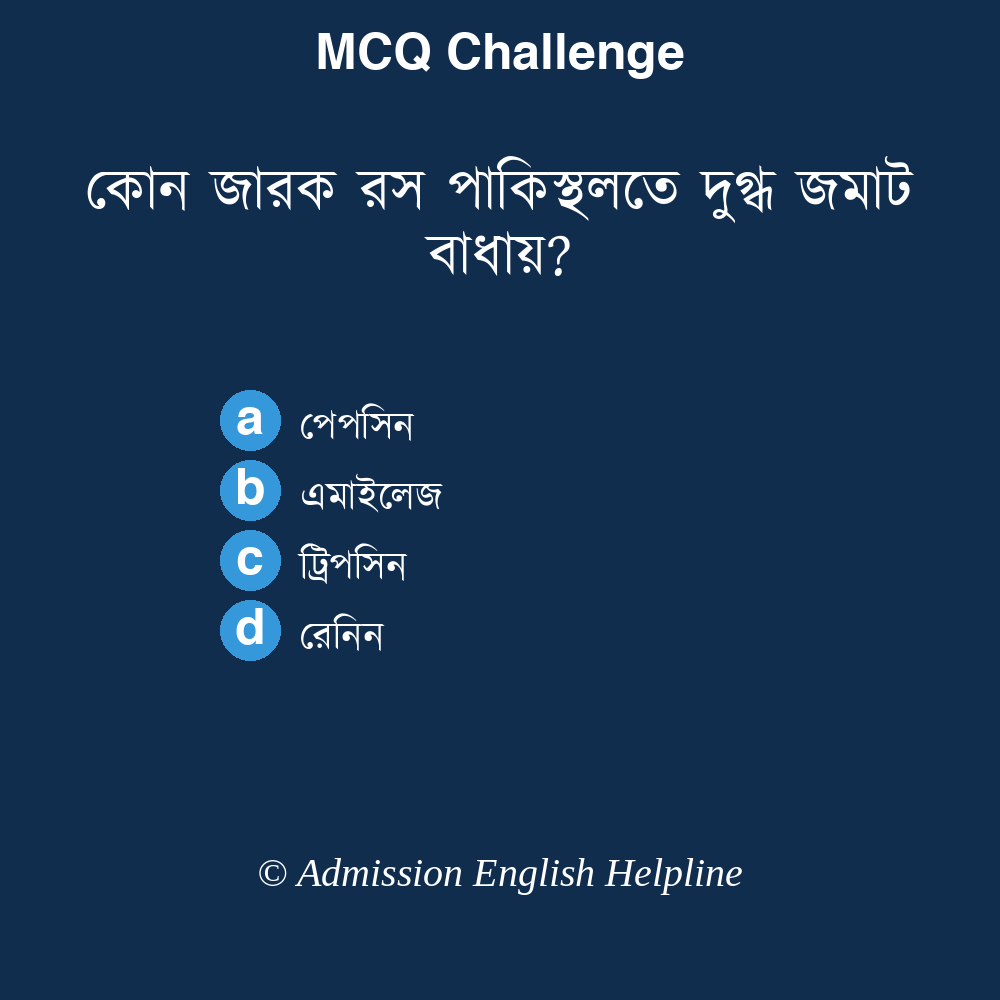 MCQ Challenge
কোন জারক রস পাকিস্থলতে দুগ্ধ জমাট
বাধায়?
a পেপসিন
b এমাইলেজ
c ট্রিপসিন
d রেনিন
© Admission English Helpline